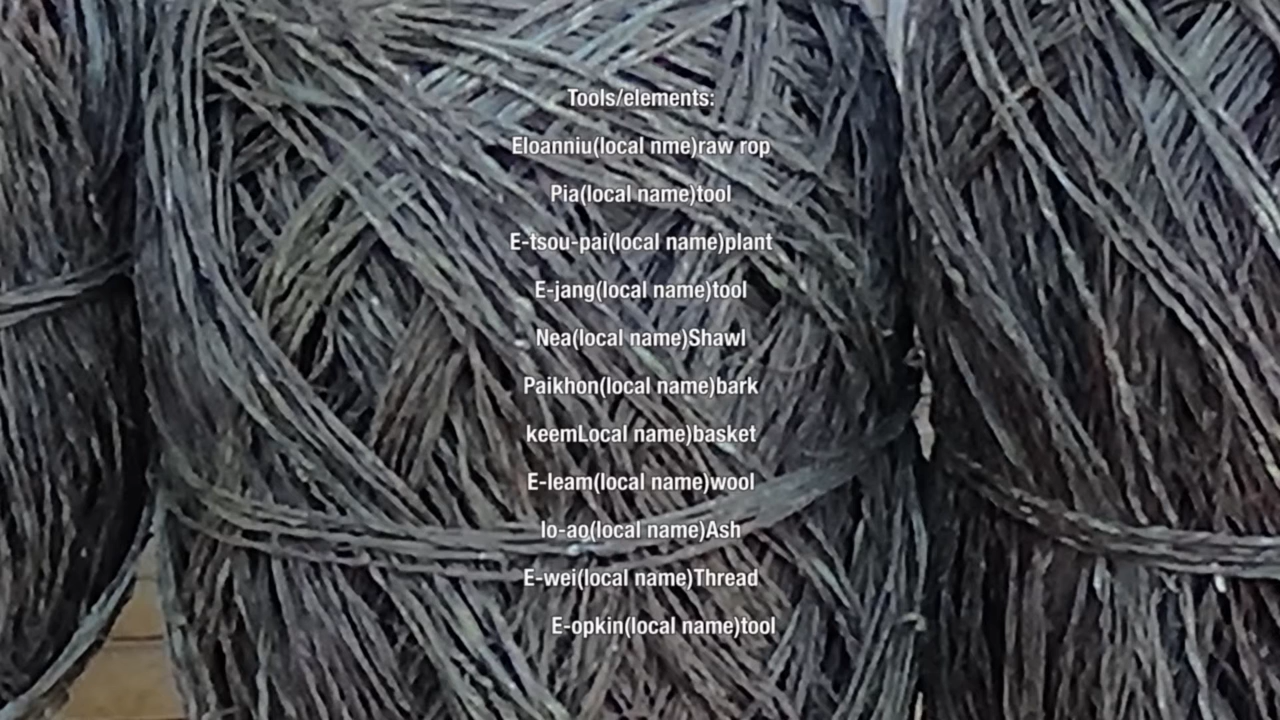 Tools/elements:
Eloanniu(local nme)raw rop
Pia(local name)tool
E-tsou-pai(local name)plant
E-jang(local name)tool
Nea(local name)Shawl
Paikhon(local name)bark
keemLocal name)basket
E-leam(local name)wool
lo-ao(local name)Ash
E-wei(local name)Thread
E-opkin(local name)tool